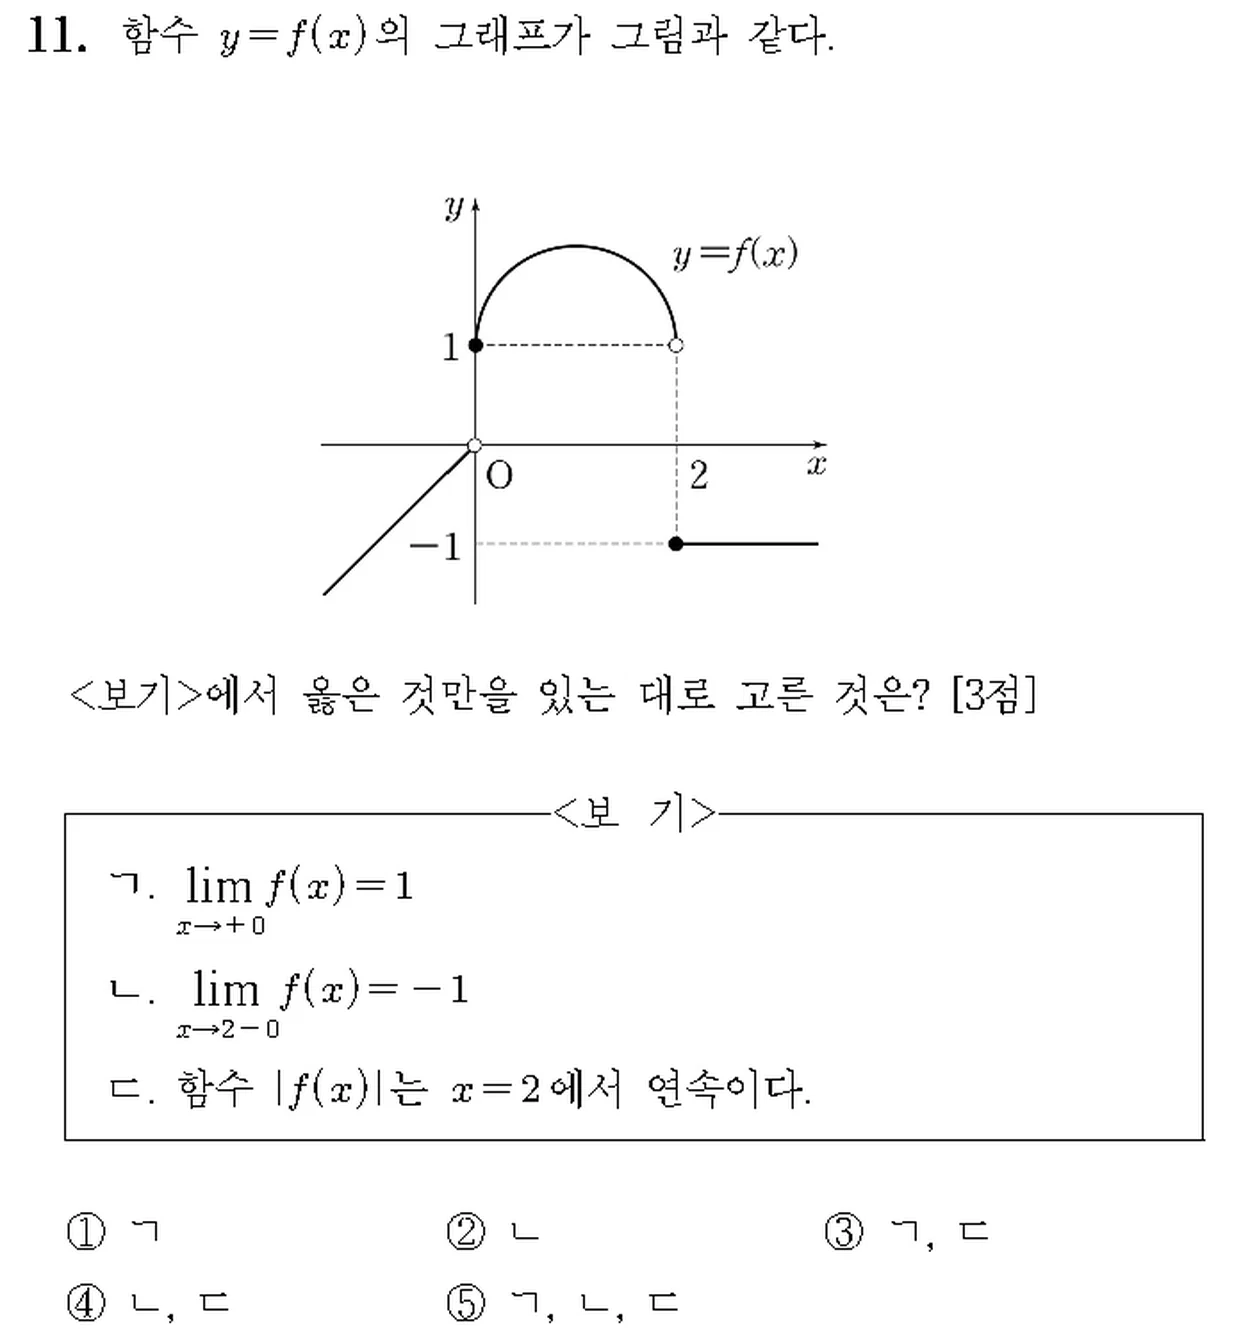 11. 함수 y=f(x)의 그래프가 그림과 같다.
y
y=f(x)
1
O
2
x
-1
<보기>에서 옳은 것만을 있는 대로 고른 것은? [3점]
<보 기>
ㄱ. lim f(x)=1
x→+0
ㄴ. lim f(x)=-1
x→2-0
ㄷ. 함수 |f(x)|는 x=2에서 연속이다.
① ㄱ ② ㄴ ③ ㄱ, ㄷ
④ ㄴ, ㄷ ⑤ ㄱ, ㄴ, ㄷ